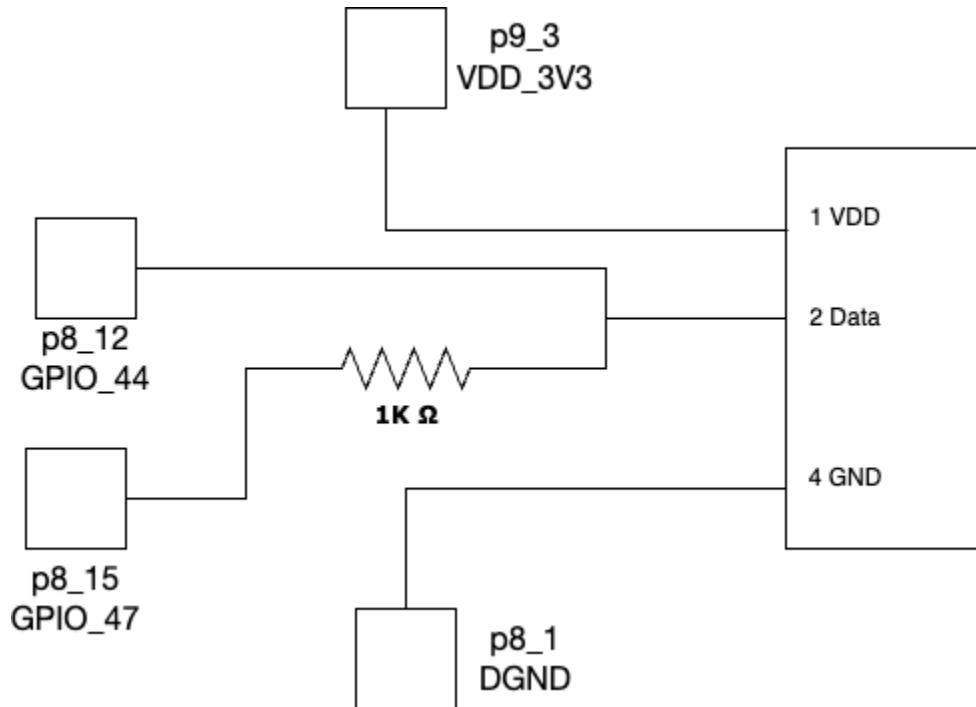 p9_3
VDD_3V3
1 VDD
2 Data
p8_12
GPIO_44
1K Ω
4 GND
p8_15
GPIO_47
p8_1
DGND